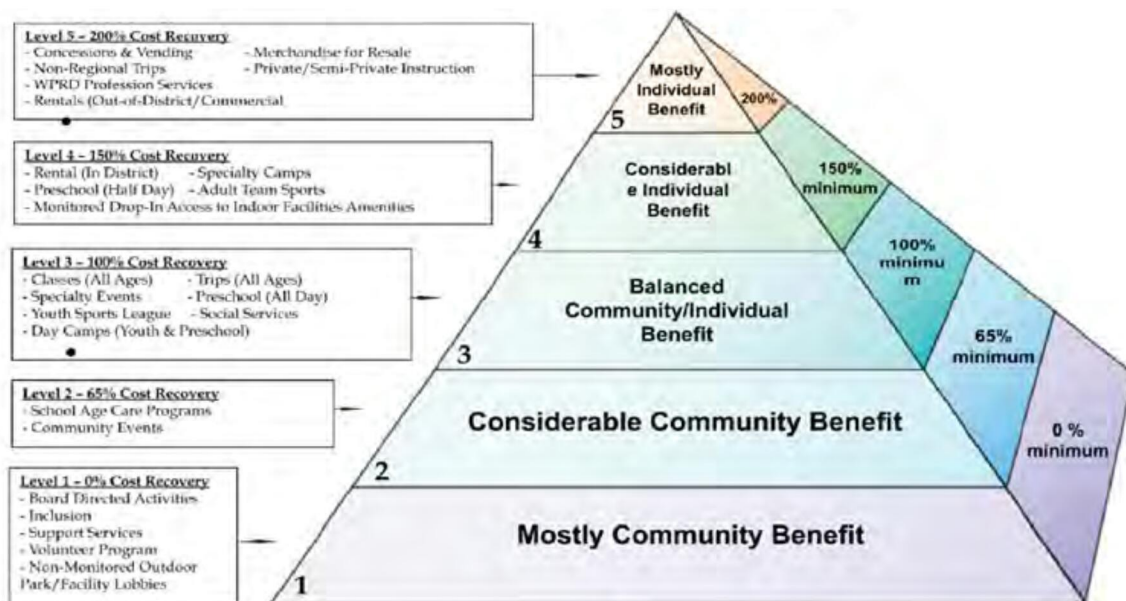 Level 5 – 200% Cost Recovery
- Concessions & Vending - Merchandise for Resale
- Non-Regional Trips - Private/Semi-Private Instruction
- WPRD Profession Services
- Rentals (Out-of-District/Commercial
Level 4 – 150% Cost Recovery
- Rental (In District) - Specialty Camps
- Preschool (Half Day) - Adult Team Sports
- Monitored Drop-In Access to Indoor Facilities Amenities
Level 3 – 100% Cost Recovery
- Classes (All Ages) - Trips (All Ages)
- Specialty Events - Preschool (All Day)
- Youth Sports League - Social Services
- Day Camps (Youth & Preschool)
Level 2 – 65% Cost Recovery
- School Age Care Programs
- Community Events
Level 1 – 0% Cost Recovery
- Board Directed Activities
- Inclusion
- Support Services
- Volunteer Program
- Non-Monitored Outdoor
Park/Facility Lobbies
Mostly
Individual
Benefit
5
200%
Considerabl
e Individual
Benefit
4
150%
minimum
Balanced
Community/Individual
Benefit
3
100%
minimu
m
Considerable Community Benefit
2
65%
minimum
Mostly Community Benefit
1
0 %
minimum